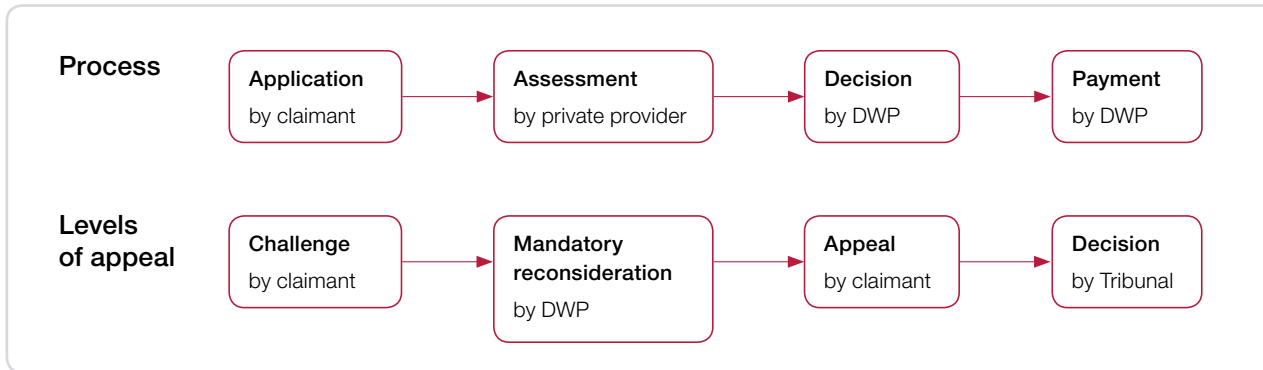 Process
Application
by claimant
Assessment
by private provider
Decision
by DWP
Payment
by DWP
Levels
of appeal
Challenge
by claimant
Mandatory
reconsideration
by DWP
Appeal
by claimant
Decision
by Tribunal